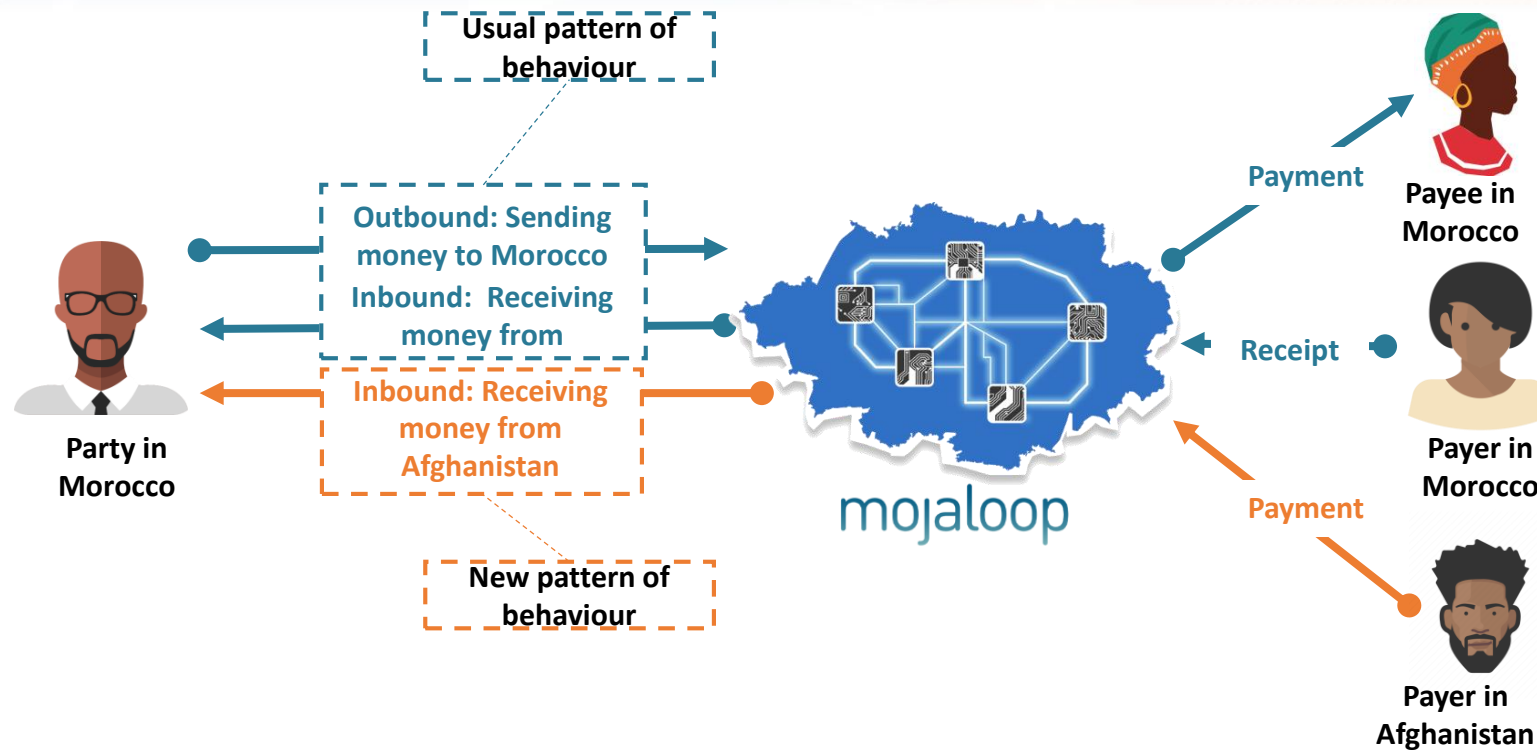 Usual pattern of
behaviour
Outbound: Sending
money to Morocco
Inbound:  Receiving
money from
Inbound: Receiving
money from
Afghanistan
New pattern of
behaviour
Party in
Morocco
mojaloop
Payment
Receipt
Payment
Payee in
Morocco
Payer in
Morocco
Payer in
Afghanistan